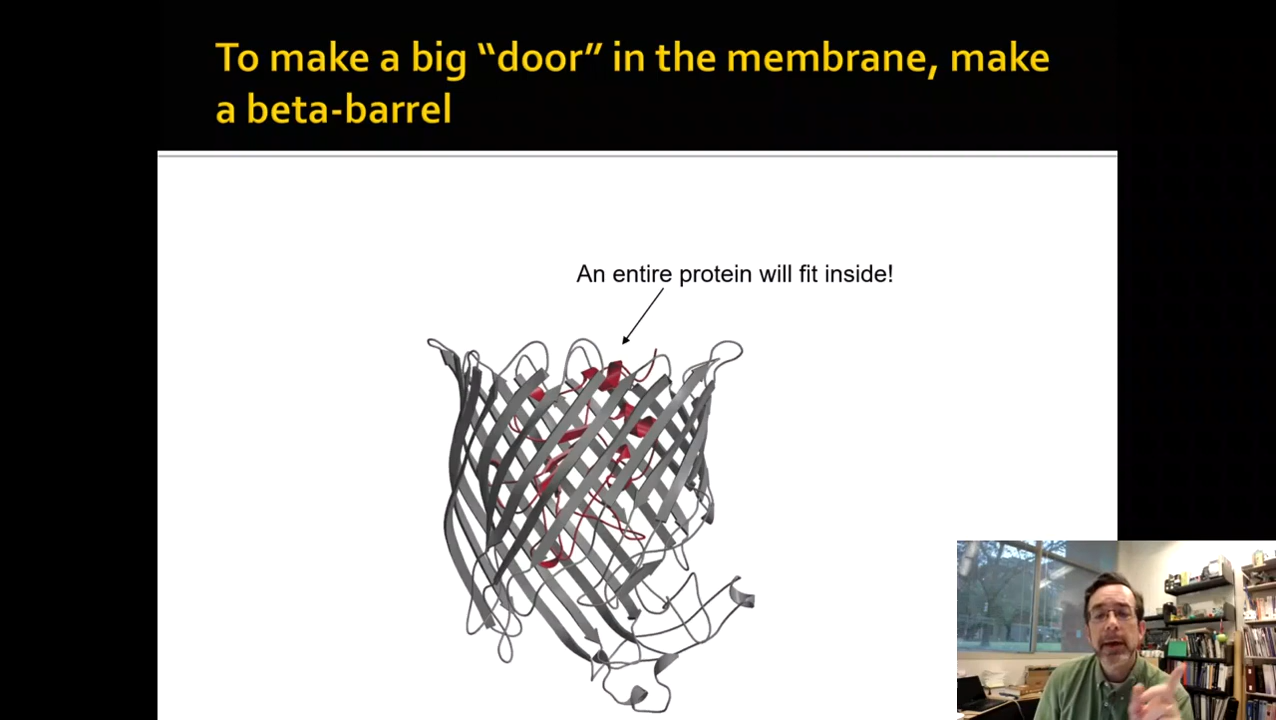 To make a big “door” in the membrane, make
a beta-barrel
An entire protein will fit inside!